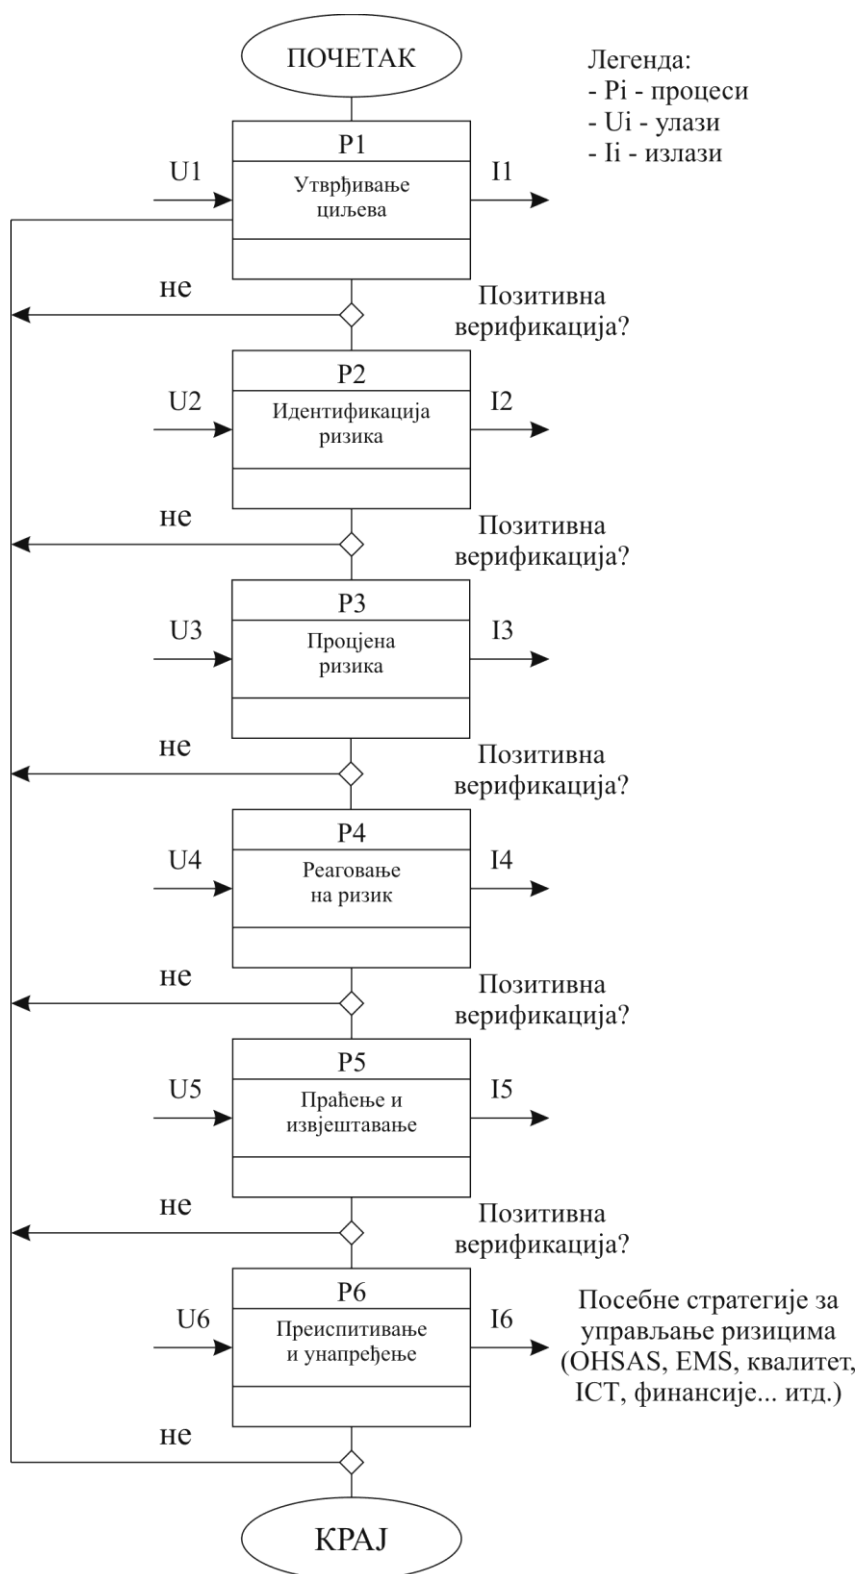 ПОЧЕТАК
Легенда:
- Pi - процеси
- Ui - улази
- Ii - излази
P1
U1
Утврђивање
циљева
I1
не
Позитивна
верификација?
P2
U2
Идентификација
ризика
I2
не
Позитивна
верификација?
P3
U3
Процјена
ризика
I3
не
Позитивна
верификација?
P4
U4
Реаговање
на ризик
I4
не
Позитивна
верификација?
P5
U5
Праћење и
извјештавање
I5
не
Позитивна
верификација?
P6
U6
Преиспитивање
и унапређење
I6
Посебне стратегије за
управљање ризицима
(OHSAS, EMS, квалитет,
ICT, финансије... итд.)
не
КРАЈ